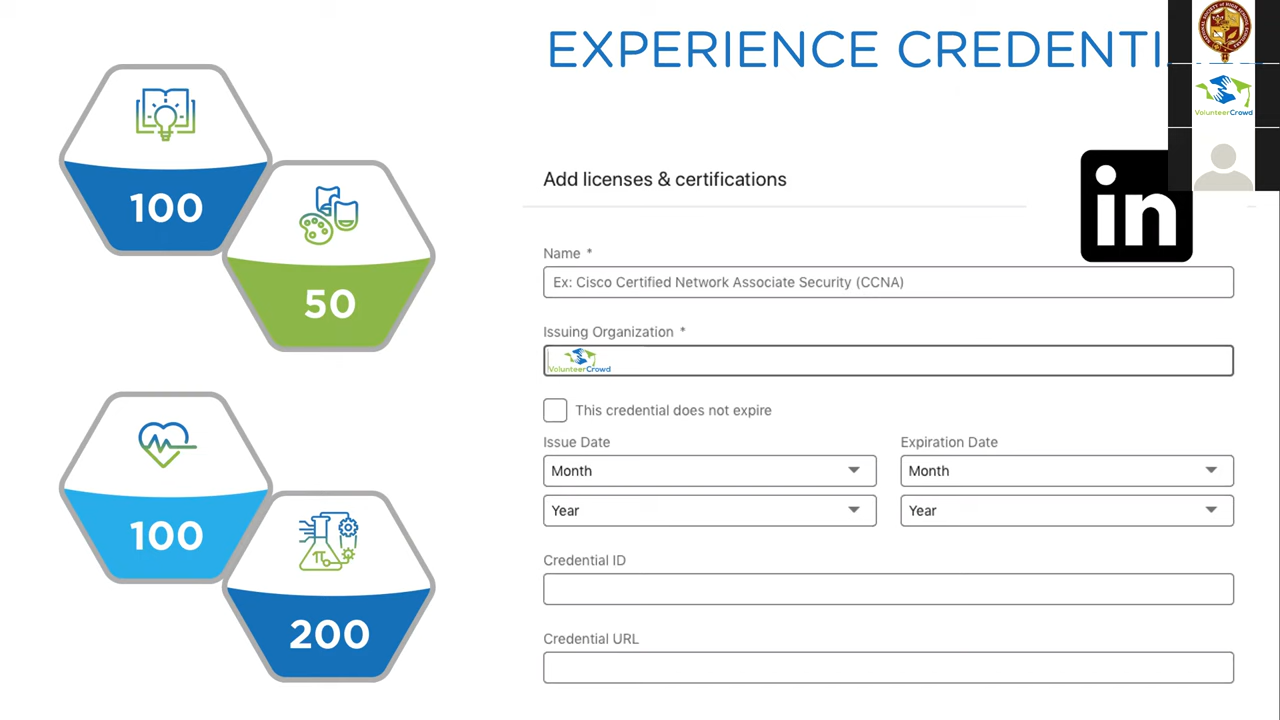 EXPERIENCE CREDENTI
VolunteerCrowd
100
50
Add licenses & certifications
in
Name *
Ex: Cisco Certified Network Associate Security (CCNA)
Issuing Organization *
VolunteerCrowd
This credential does not expire
Issue Date
Expiration Date
Month
Month
Year
Year
100
π
200
Credential ID
Credential URL